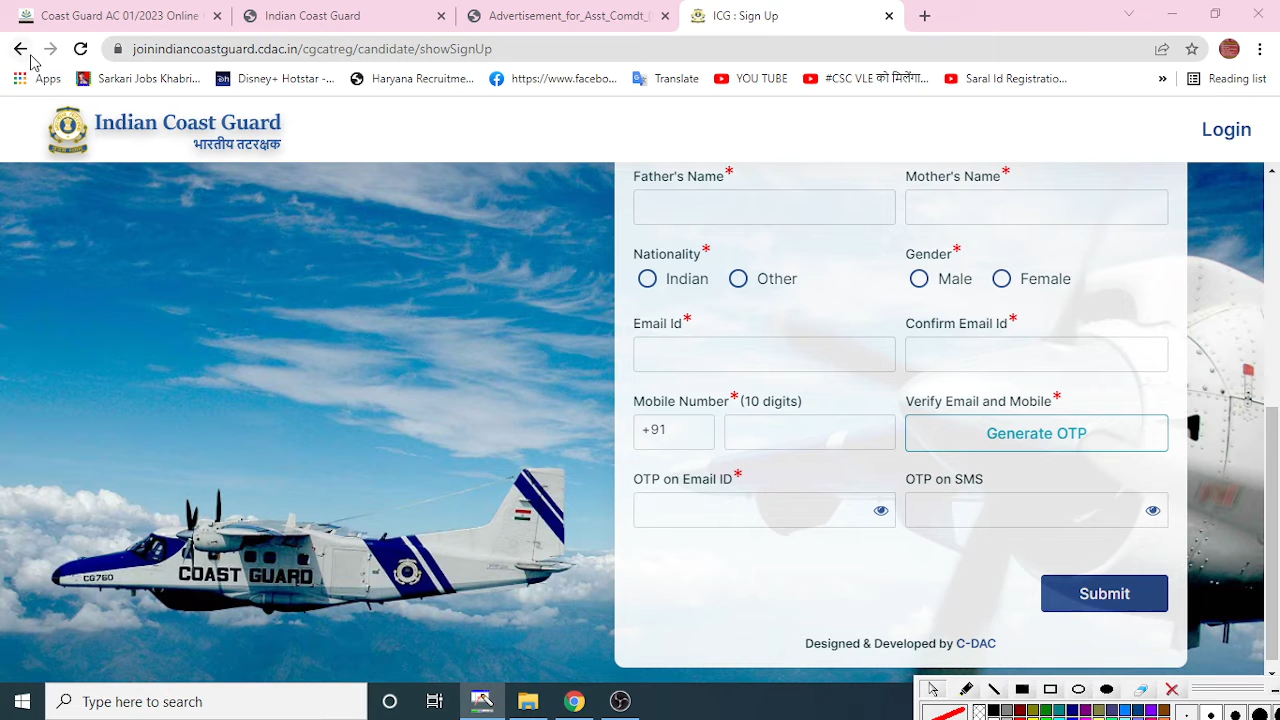 Coast Guard AC 01/2023 Online
Indian Coast Guard
Advertisement_for_Asst_Comdt_
ICG : Sign Up
joinindiancoastguard.cdac.in/cgcatreg/candidate/showSignUp
Apps
Sarkari Jobs Khabri...
Disney+ Hotstar -...
Haryana Recruitme...
https://www.facebo...
Translate
YOU TUBE
#CSC VLE को मिलेंगा...
Saral Id Registratio...
»
Reading list
Indian Coast Guard
भारतीय तटरक्षक
Login
Father's Name*
Mother's Name*
Nationality*
Gender*
Indian
Other
Male
Female
Email Id*
Confirm Email Id*
Mobile Number*(10 digits)
Verify Email and Mobile*
+91
Generate OTP
OTP on Email ID*
OTP on SMS
CG760
COAST GUARD
Submit
Designed & Developed by C-DAC
Type here to search